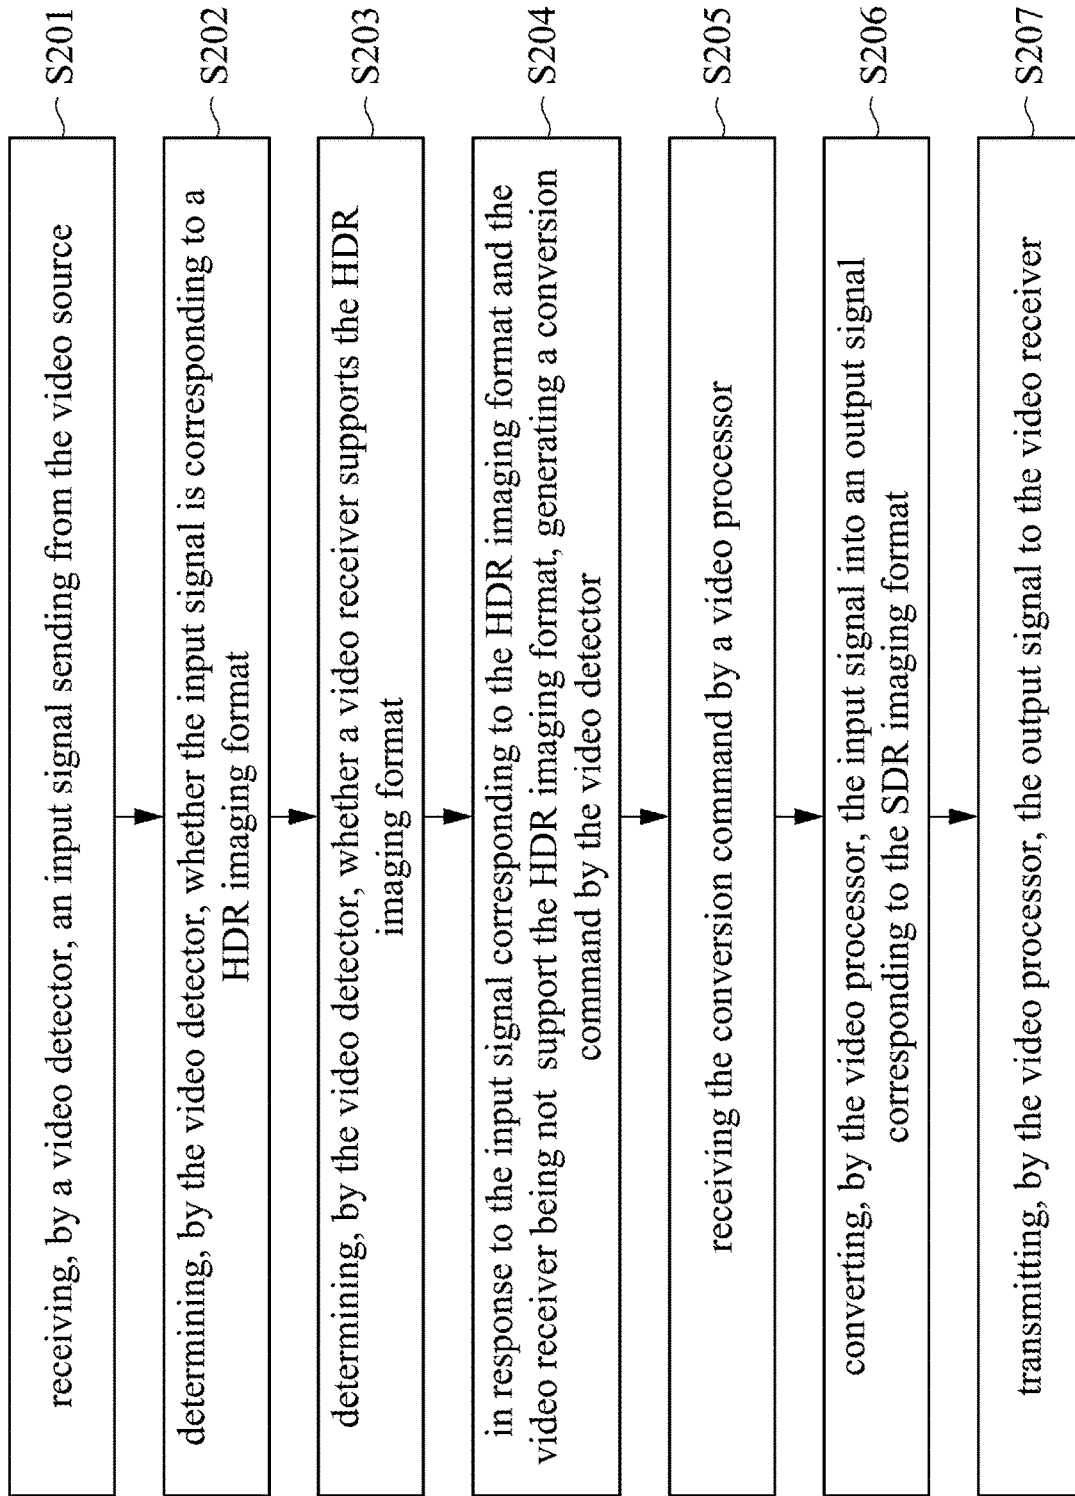 receiving, by a video detector, an input signal sending from the video source
S201
determining, by the video detector, whether the input signal is corresponding to a
HDR imaging format
S202
determining, by the video detector, whether a video receiver supports the HDR
imaging format
S203
in response to the input signal corresponding to the HDR imaging format and the
video receiver being not support the HDR imaging format, generating a conversion
command by the video detector
S204
receiving the conversion command by a video processor
S205
converting, by the video processor, the input signal into an output signal
corresponding to the SDR imaging format
S206
transmitting, by the video processor, the output signal to the video receiver
S207